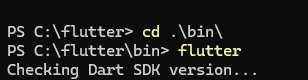 PS C:\flutter> cd .\bin\
PS C:\flutter\bin> flutter
Checking Dart SDK version...